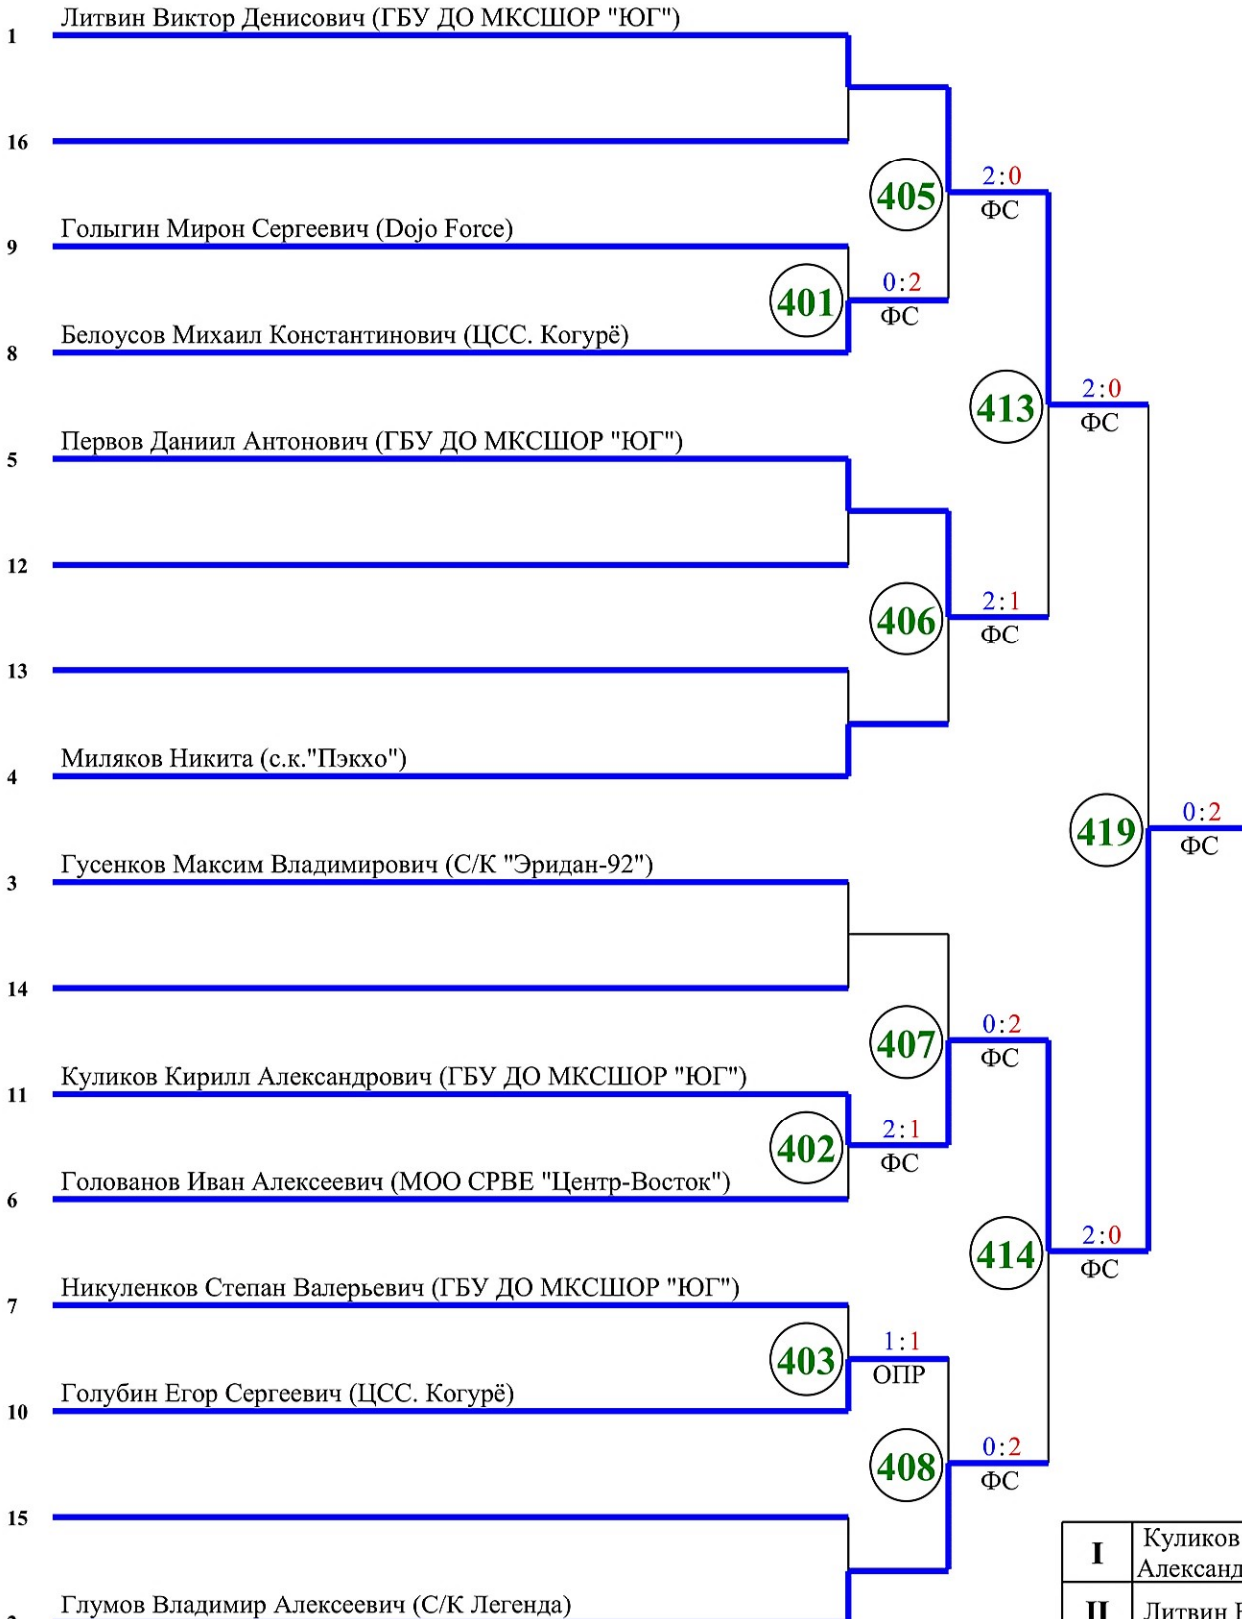 Литвин Виктор Денисович (ГБУ ДО МКСШОР "ЮГ")
1
16
405
2:0
ФС
Голыгин Мирон Сергеевич (Dojo Force)
9
401
0:2
ФС
Белоусов Михаил Константинович (ЦСС. Когурё)
8
413
2:0
ФС
Первов Даниил Антонович (ГБУ ДО МКСШОР "ЮГ")
5
12
406
2:1
ФС
13
Миляков Никита (с.к."Пэкхо")
4
419
0:2
ФС
Гусенков Максим Владимирович (С/К "Эридан-92")
3
14
407
0:2
ФС
Куликов Кирилл Александрович (ГБУ ДО МКСШОР "ЮГ")
11
402
2:1
ФС
Голованов Иван Алексеевич (МОО СРВЕ "Центр-Восток")
6
414
2:0
ФС
Никуленков Степан Валерьевич (ГБУ ДО МКСШОР "ЮГ")
7
403
1:1
ОПР
Голубин Егор Сергеевич (ЦСС. Когурё)
10
408
0:2
ФС
15
I
Куликов
Александ
Глумов Владимир Алексеевич (С/К Легенда)
II
Литвин